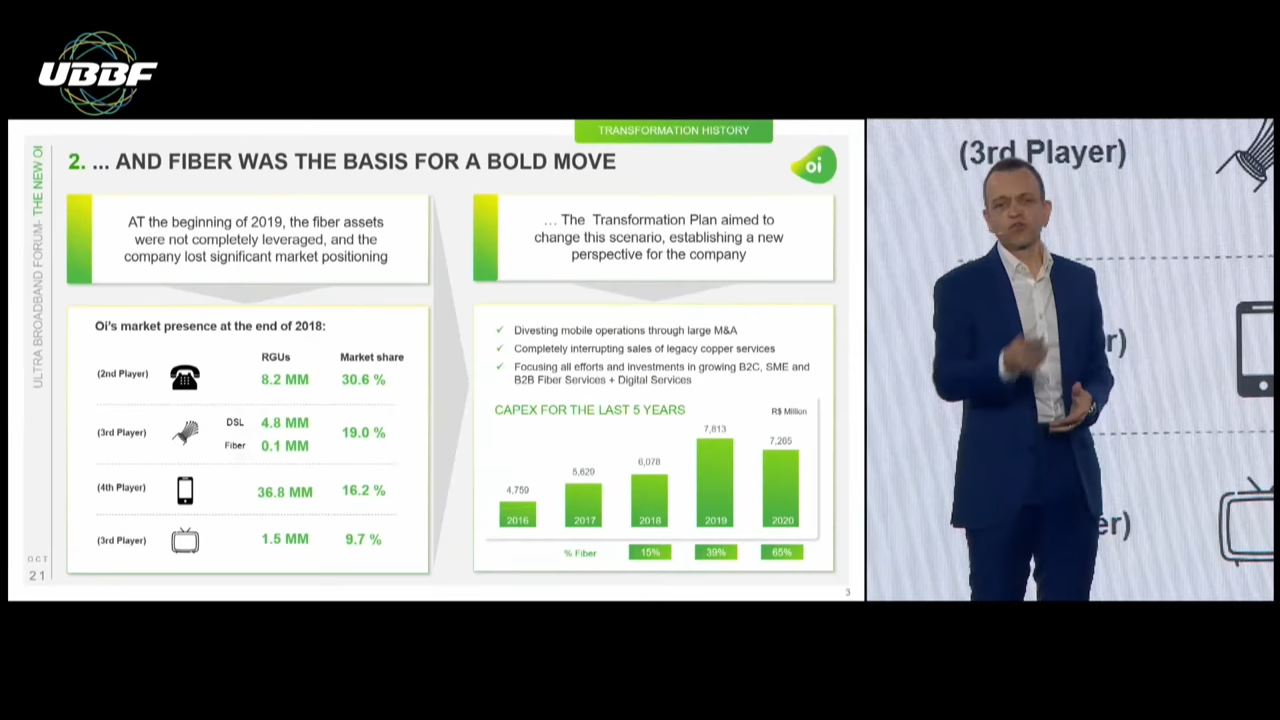 UBBF
TRANSFORMATION HISTORY
2. ... AND FIBER WAS THE BASIS FOR A BOLD MOVE
oi
ULTRA BROADBAND FORUM- THE NEW OI
OCT
21
AT the beginning of 2019, the fiber assets
were not completely leveraged, and the
company lost significant market positioning
Oi's market presence at the end of 2018:
RGUs Market share
(2nd Player) 8.2 MM 30.6 %
(3rd Player) DSL 4.8 MM 19.0 %
Fiber 0.1 MM
(4th Player) 36.8 MM 16.2 %
(3rd Player) 1.5 MM 9.7 %
... The Transformation Plan aimed to
change this scenario, establishing a new
perspective for the company
✓ Divesting mobile operations through large M&A
✓ Completely interrupting sales of legacy copper services
✓ Focusing all efforts and investments in growing B2C, SME and
B2B Fiber Services + Digital Services
CAPEX FOR THE LAST 5 YEARS R$ Million
4,759 5,629 6,078 7,813 7,265
2016 2017 2018 2019 2020
% Fiber 15% 39% 65%
3
(3rd Player)
r)
er)